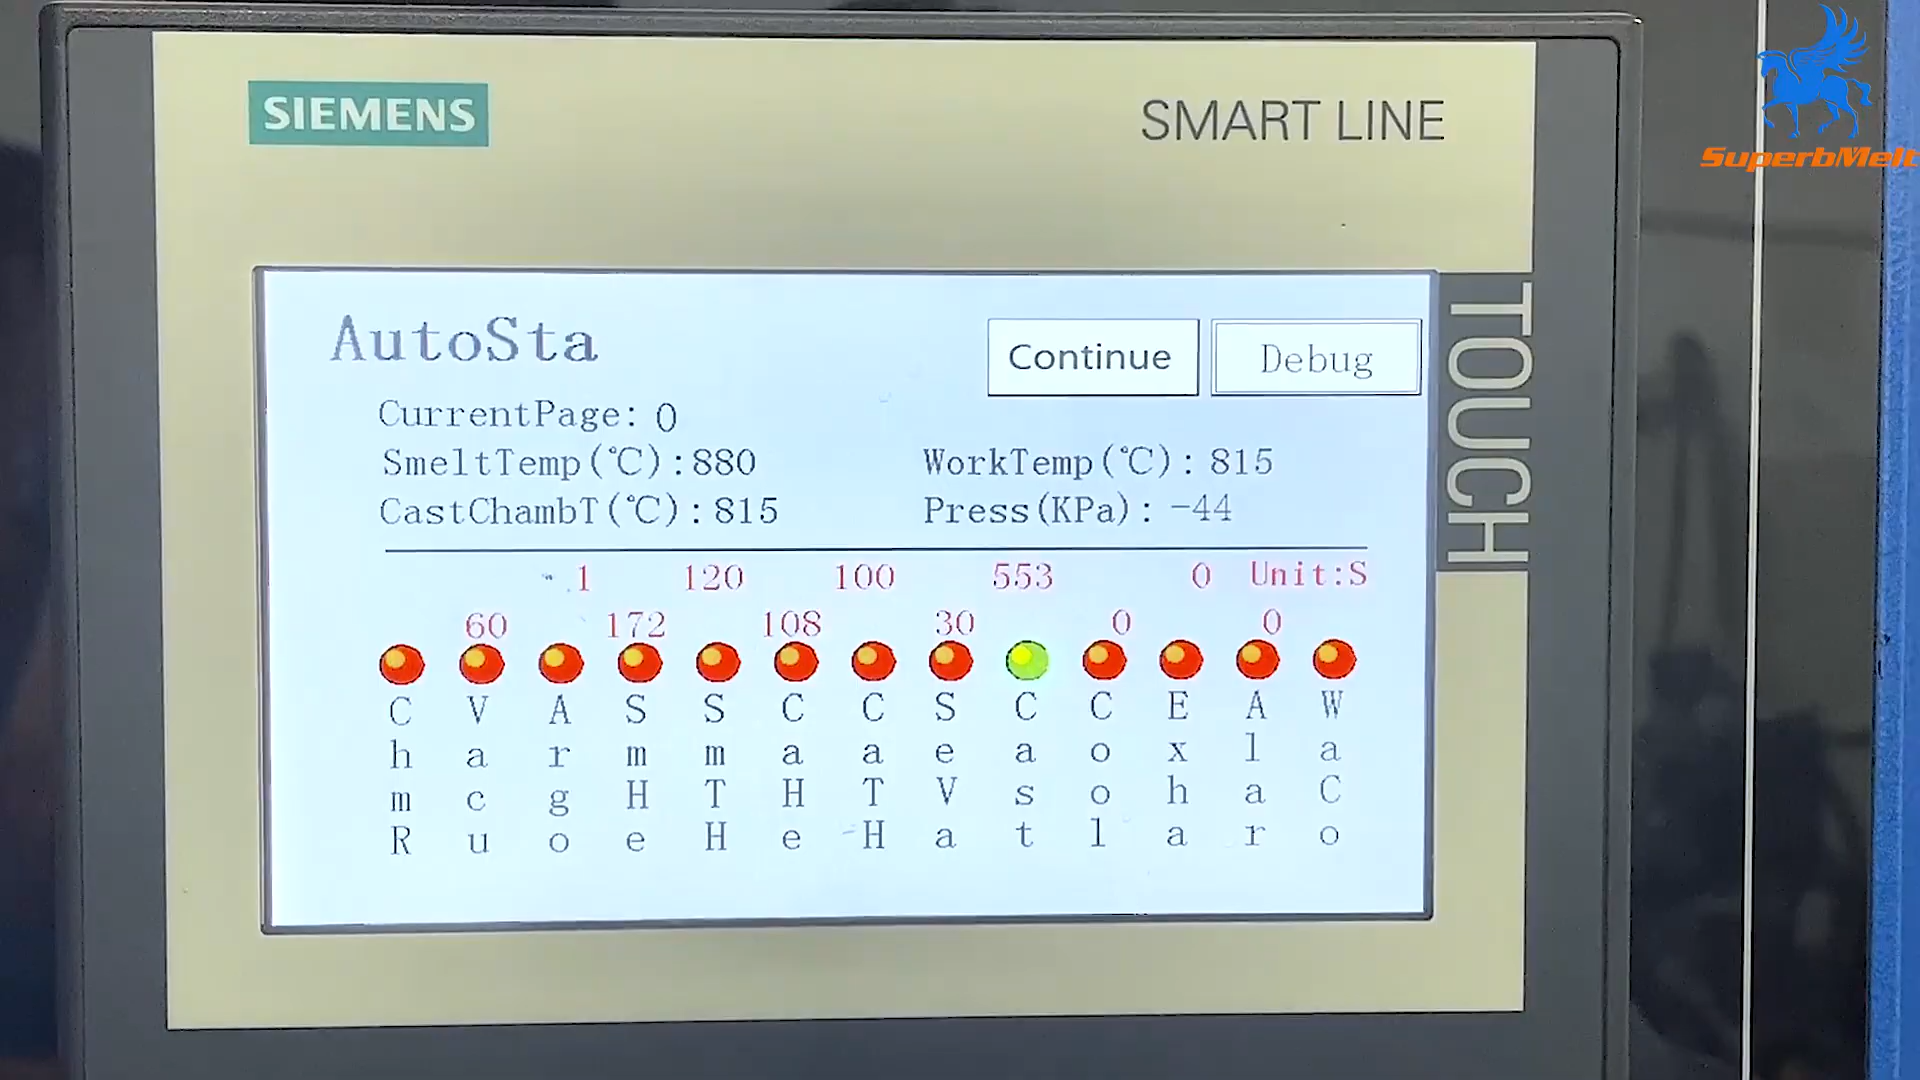 SIEMENS
SMART LINE
SuperbMelt
TOUCH
AutoSta
Continue
Debug
CurrentPage: 0
SmeltTemp(℃):880
WorkTemp(℃): 815
CastChambT(℃):815
Press(KPa): -44
1 120 100 553 0 Unit:S
60 172 108 30 0 0
ChmR
Vacu
Argo
SmHe
SmTH
CaHe
CaTH
SeVa
Cast
Cool
Exha
Alar
WaCo